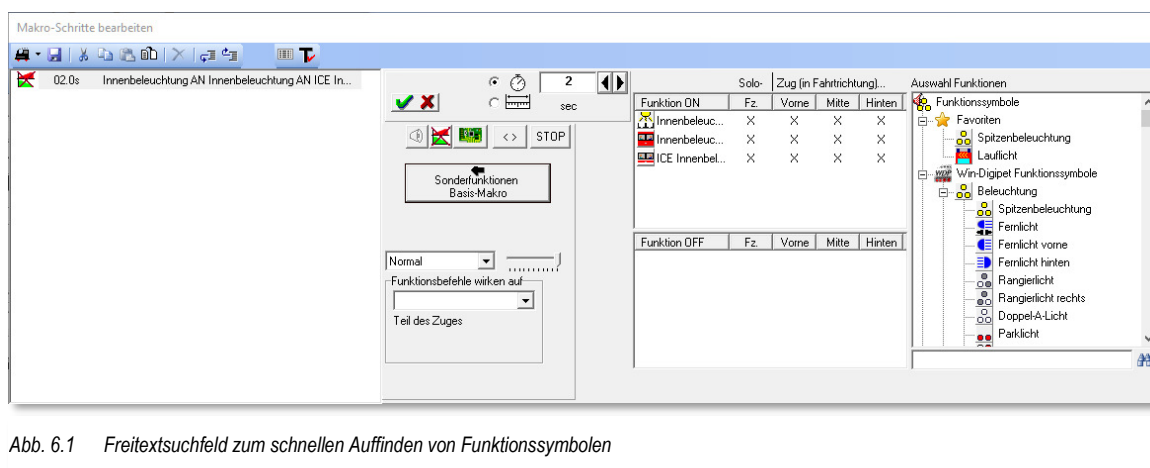 Makro-Schritte bearbeiten
02.0s Innenbeleuchtung AN Innenbeleuchtung AN ICE In...
2
sec
STOP
Sonderfunktionen
Basis-Makro
Normal
Funktionsbefehle wirken auf
Teil des Zuges
Solo- Zug (in Fahrtrichtung)...
Funktion ON Fz. Vorne Mitte Hinten
Innenbeleuc... X X X X
Innenbeleuc... X X X X
ICE Innenbel... X X X X
Funktion OFF Fz. Vorne Mitte Hinten
Auswahl Funktionen
Funktionssymbole
Favoriten
Spitzenbeleuchtung
Lauflicht
WDP Win-Digipet Funktionssymbole
Beleuchtung
Spitzenbeleuchtung
Fernlicht
Fernlicht vorne
Fernlicht hinten
Rangierlicht
Rangierlicht rechts
Doppel-A-Licht
Parklicht
Abb. 6.1 Freitextsuchfeld zum schnellen Auffinden von Funktionssymbolen